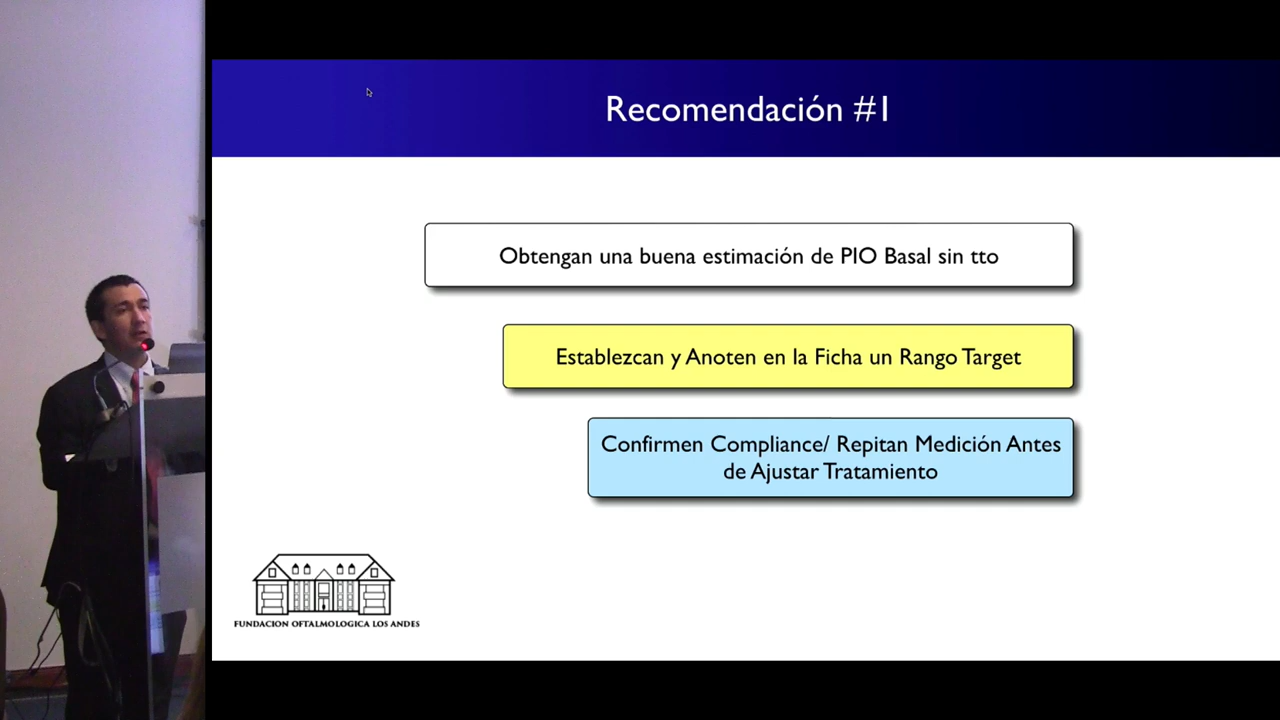 Recomendación #1
Obtengan una buena estimación de PIO Basal sin tto
Establezcan y Anoten en la Ficha un Rango Target
Confirmen Compliance/ Repitan Medición Antes
de Ajustar Tratamiento
FUNDACION OFTALMOLOGICA LOS ANDES